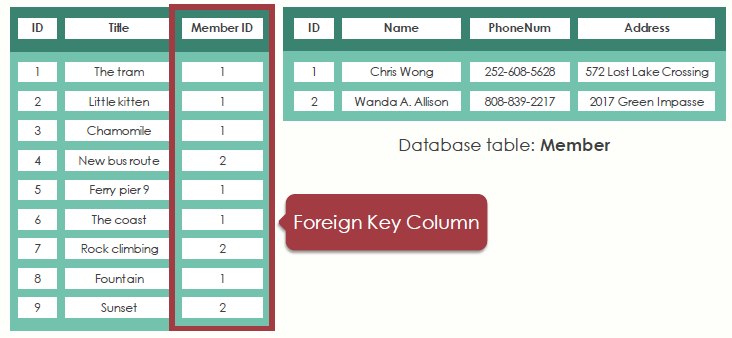 ID Title Member ID
1 The tram 1
2 Little kitten 1
3 Chamomile 1
4 New bus route 2
5 Ferry pier 9 1
6 The coast 1
7 Rock climbing 2
8 Fountain 1
9 Sunset 2
ID Name PhoneNum Address
1 Chris Wong 252-608-5628 572 Lost Lake Crossing
2 Wanda A. Allison 808-839-2217 2017 Green Impasse
Database table: Member
Foreign Key Column